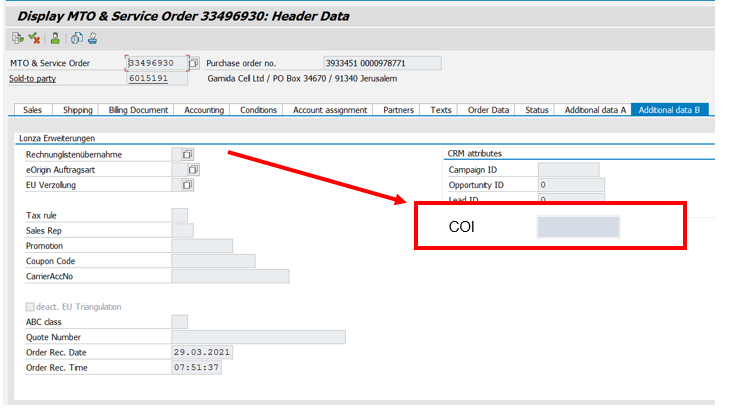 Display MTO & Service Order 33496930: Header Data
MTO & Service Order 33496930 Purchase order no. 3933451 0000978771
Sold-to party 6015191 Gamida Cell Ltd / PO Box 34670 / 91340 Jerusalem
Sales Shipping Biling Document Accounting Conditions Account assignment Partners Texts Order Data Status Additional data A Additional data B
Lonza Erweiterungen
Rechnunglistenübernahme
eOrigin Auftragsart
EU Verzollung
Tax rule
Sales Rep
Promotion
Coupon Code
CarrierAccNo
deact. EU Triangulation
ABC class
Quote Number
Order Rec. Date 29.03.2021
Order Rec. Time 07:51:37
CRM attributes
Campaign ID
Opportunity ID 0
Lead ID 0
COI